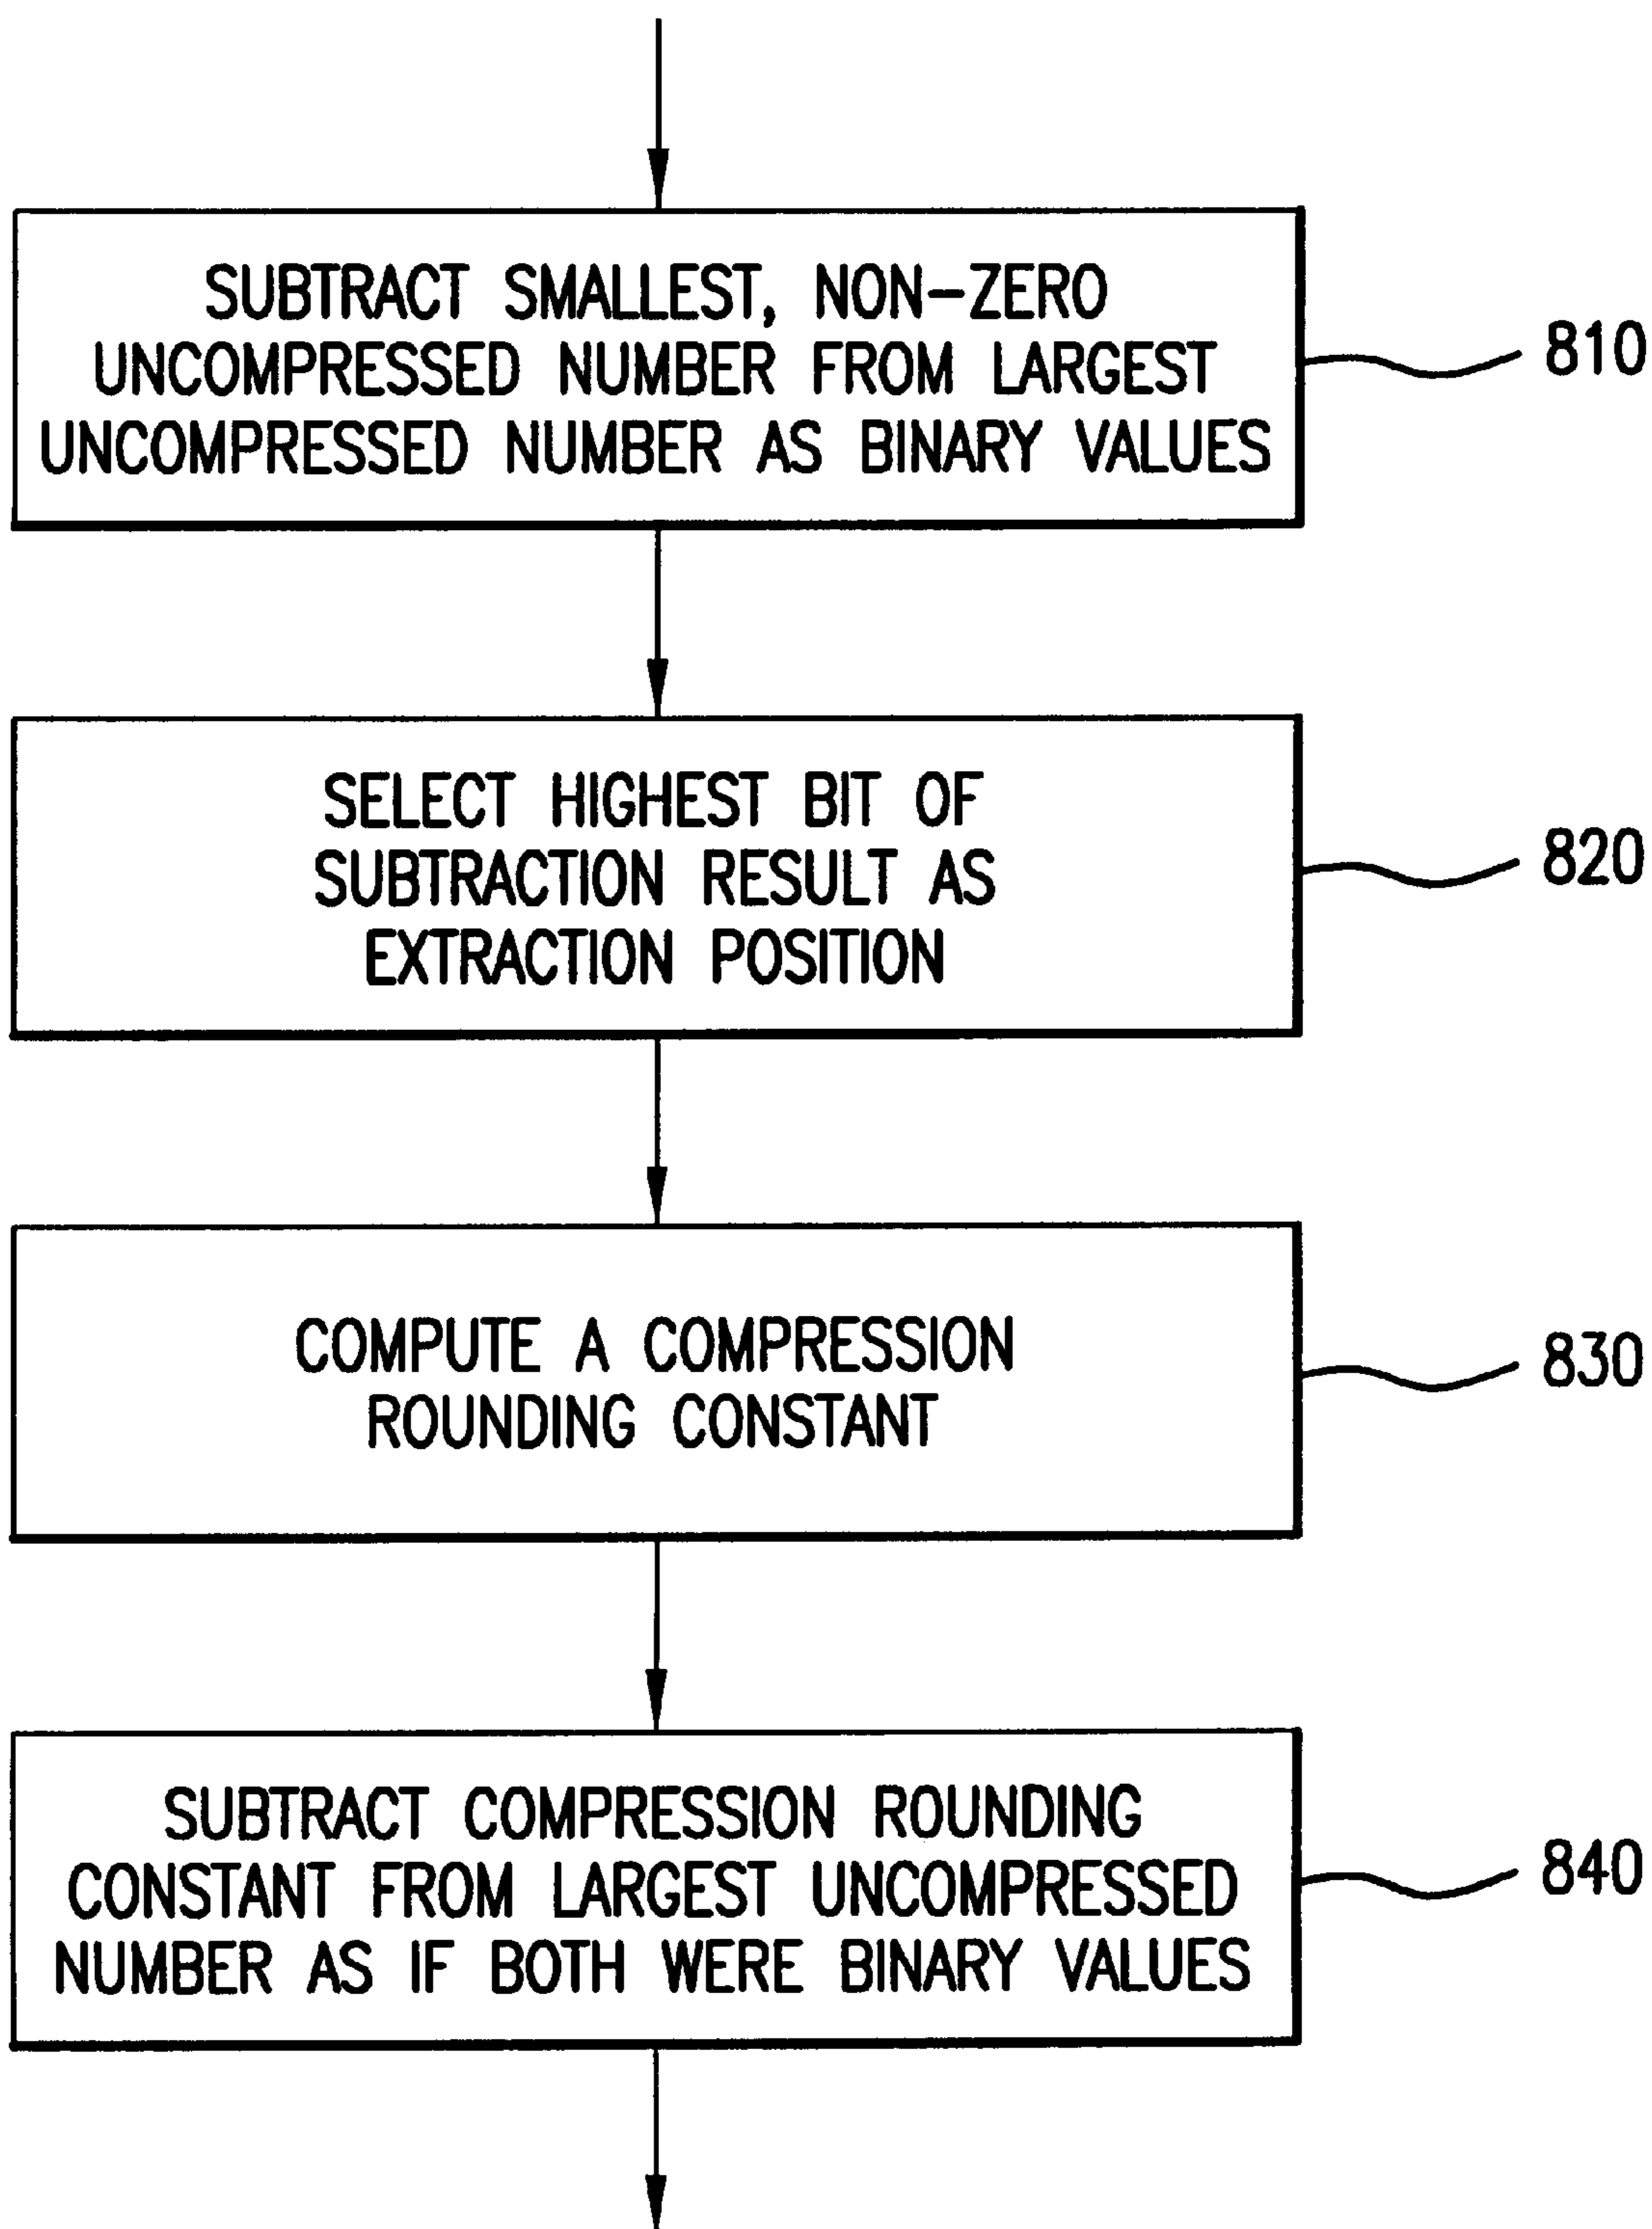 SUBTRACT SMALLEST, NON-ZERO
UNCOMPRESSED NUMBER FROM LARGEST
UNCOMPRESSED NUMBER AS BINARY VALUES
810
SELECT HIGHEST BIT OF
SUBTRACTION RESULT AS
EXTRACTION POSITION
820
COMPUTE A COMPRESSION
ROUNDING CONSTANT
830
SUBTRACT COMPRESSION ROUNDING
CONSTANT FROM LARGEST UNCOMPRESSED
NUMBER AS IF BOTH WERE BINARY VALUES
840